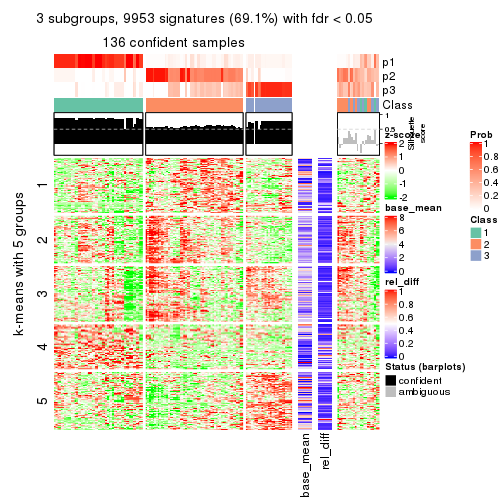 3 subgroups, 9953 signatures (69.1%) with fdr < 0.05
136 confident samples
p1
p2
p3
Class
1
0.5
0
Silhouette
score
k-means with 5 groups
1
2
3
4
5
base_mean
rel_diff
z-score
2
1
0
-1
-2
base_mean
8
6
4
2
0
rel_diff
1
0.8
0.6
0.4
0.2
0
Status (barplots)
confident
ambiguous
Prob
1
0.8
0.6
0.4
0.2
0
Class
1
2
3